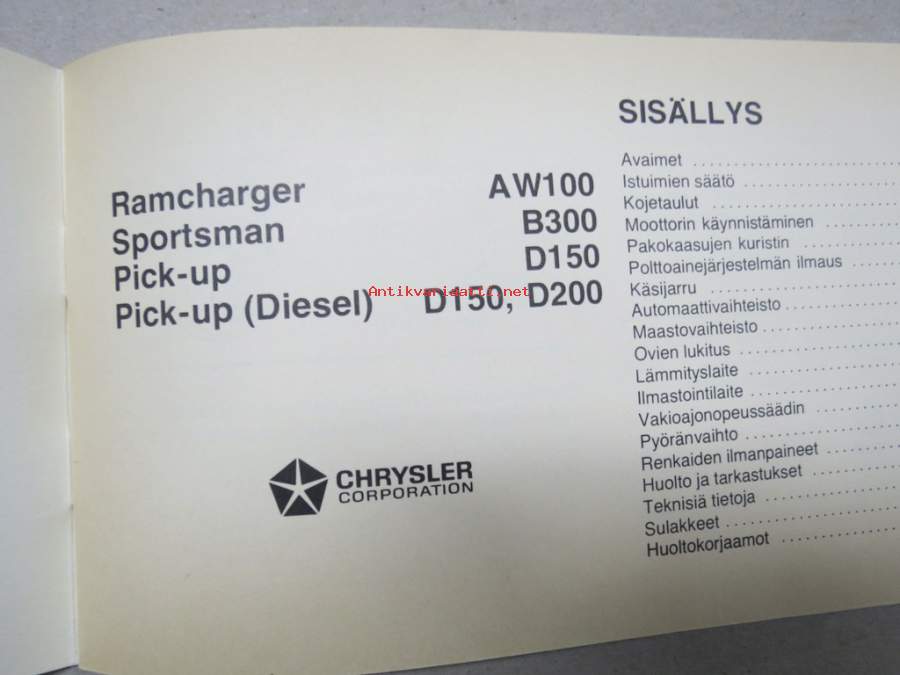 Ramcharger AW100
Sportsman B300
Pick-up D150
Pick-up (Diesel) D150, D200
Antikvariaatti.net
CHRYSLER
CORPORATION
SISÄLLYS
Avaimet
Istuimien säätö
Kojetaulut
Moottorin käynnistäminen
Pakokaasujen kuristin
Polttoainejärjestelmän ilmaus
Käsijarru
Automaattivaihteisto
Maastovaihteisto
Ovien lukitus
Lämmityslaite
Ilmastointilaite
Vakioajonopeussäädin
Pyöränvaihto
Renkaiden ilmanpaineet
Huolto ja tarkastukset
Teknisiä tietoja
Sulakkeet
Huoltokorjaamot